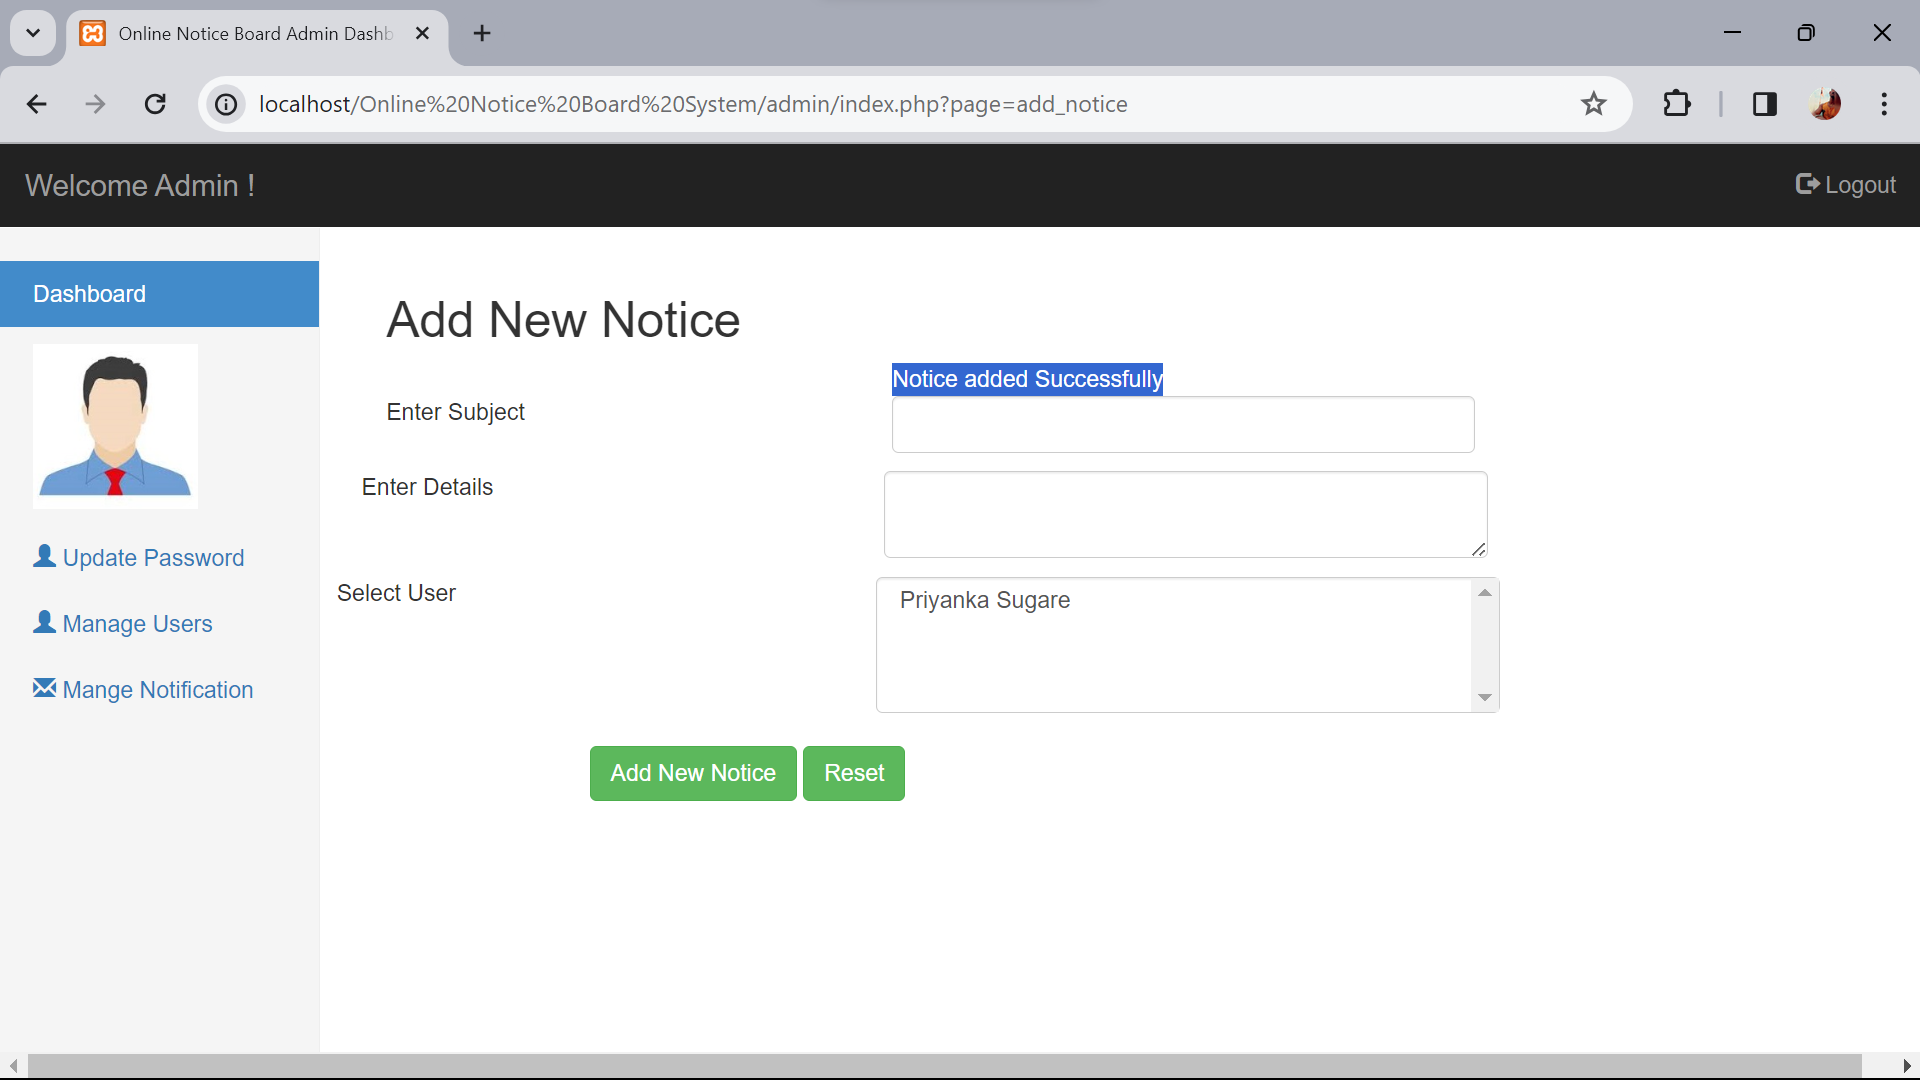 Online Notice Board Admin Dashb
localhost/Online%20Notice%20Board%20System/admin/index.php?page=add_notice
Welcome Admin !
Logout
Dashboard
Add New Notice
Notice added Successfully
Enter Subject
Enter Details
Select User
Priyanka Sugare
Update Password
Manage Users
Mange Notification
Add New Notice
Reset